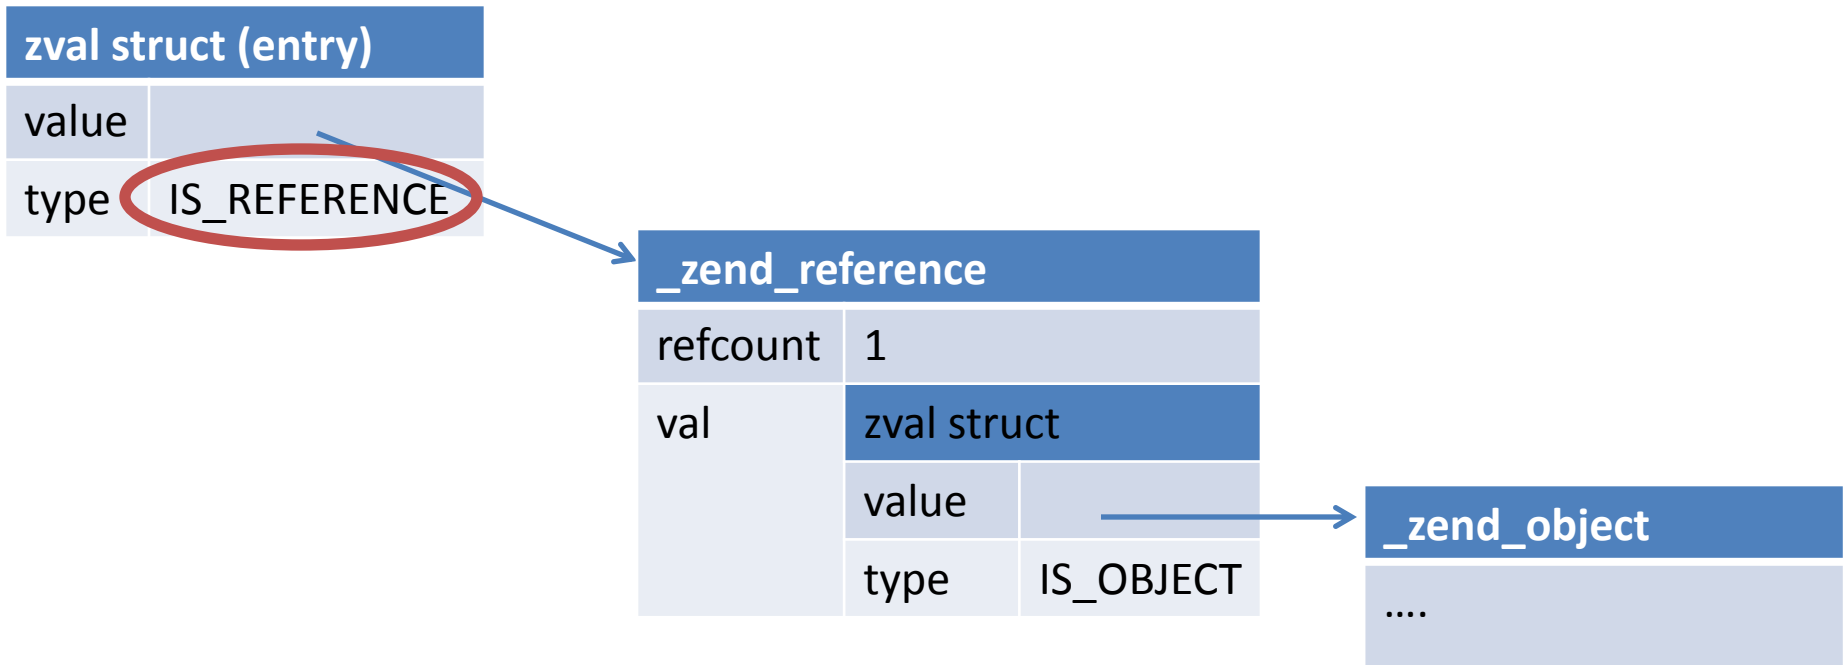 zval struct (entry)
value
type IS_REFERENCE
_zend_reference
refcount 1
val zval struct
value
type IS_OBJECT
_zend_object
....